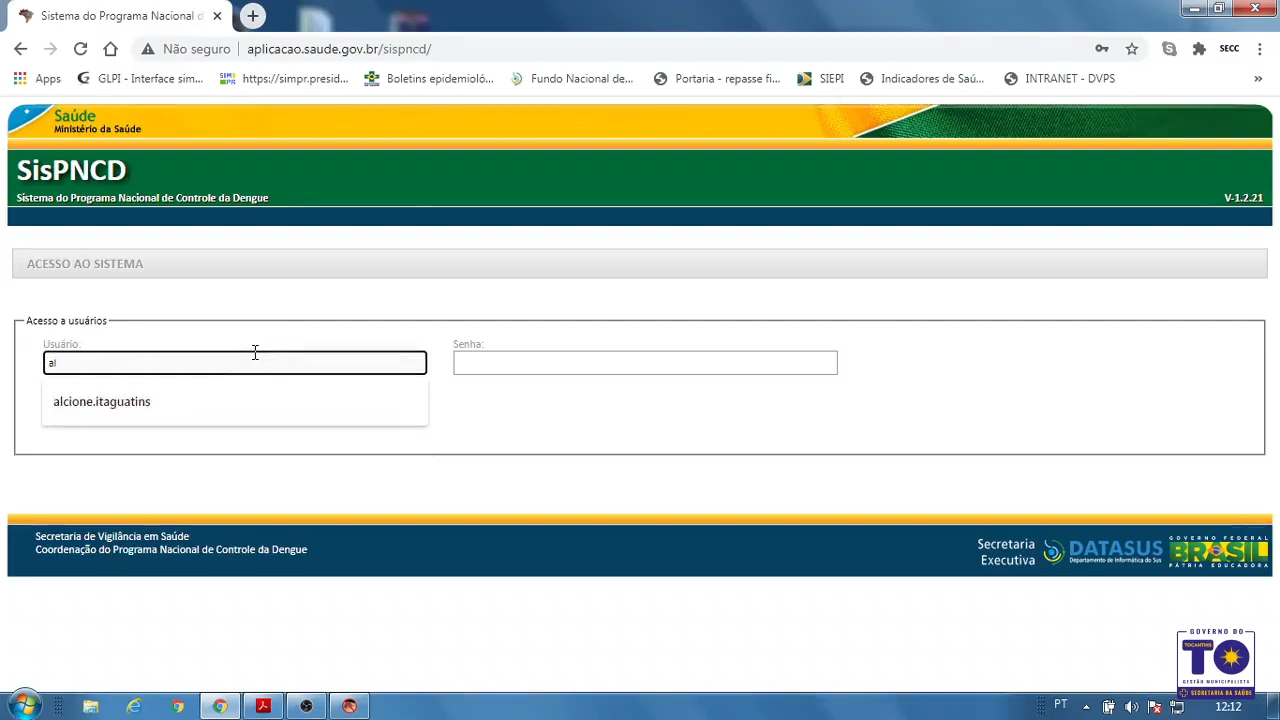 Sistema do Programa Nacional d
Não seguro
aplicacao.saude.gov.br/sispncd/
SECC
Apps
GLPI - Interface sim...
SIM
PR
https://simpr.presid...
Boletins epidemioló...
Fundo Nacional de...
Portaria - repasse fi...
SIEPI
Indicadores de Saú...
INTRANET - DVPS
»
Saúde
Ministério da Saúde
SisPNCD
Sistema do Programa Nacional de Controle da Dengue
V-1.2.21
ACESSO AO SISTEMA
Acesso a usuários
Usuário:
Senha:
al
alcione.itaguatins
Secretaria de Vigilância em Saúde
Coordenação do Programa Nacional de Controle da Dengue
Secretaria
Executiva
DATASUS
Departamento de Informática do Sus
GOVERNO FEDERAL
BRASIL
PÁTRIA EDUCADORA
GOVERNO DO
TOCANTINS
TO
GESTÃO MUNICIPALISTA
SECRETARIA DA SAÚDE
PT
12:12